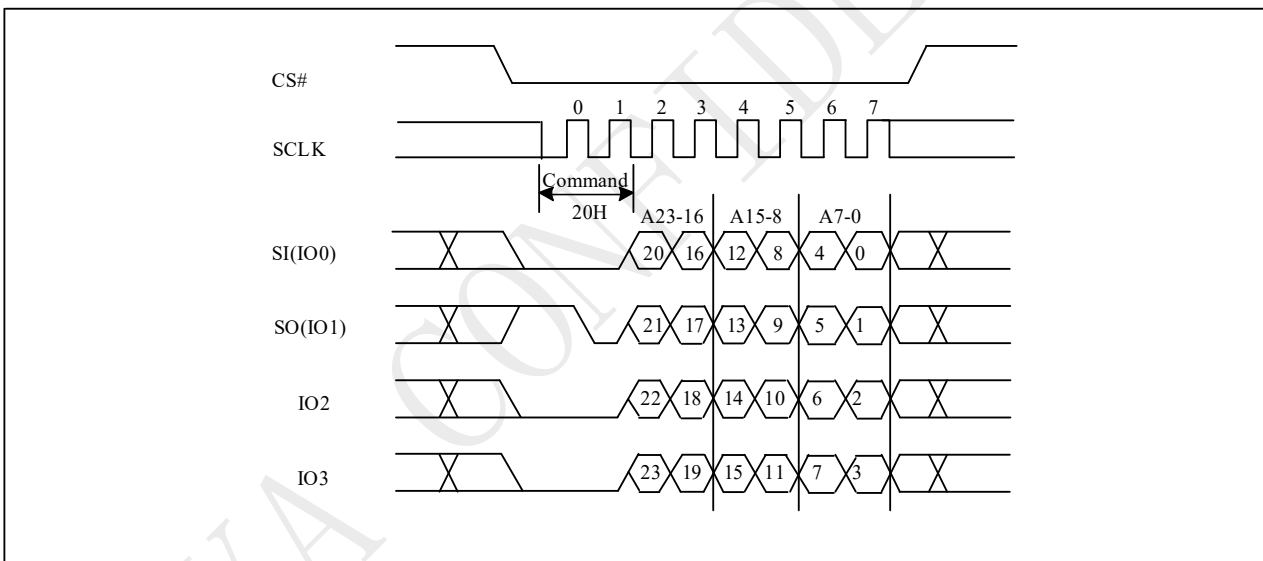 CS#
0 1 2 3 4 5 6 7
SCLK
Command
20H
A23-16 A15-8 A7-0
SI(IO0) 20 16 12 8 4 0
SO(IO1) 21 17 13 9 5 1
IO2 22 18 14 10 6 2
IO3 23 19 15 11 7 3